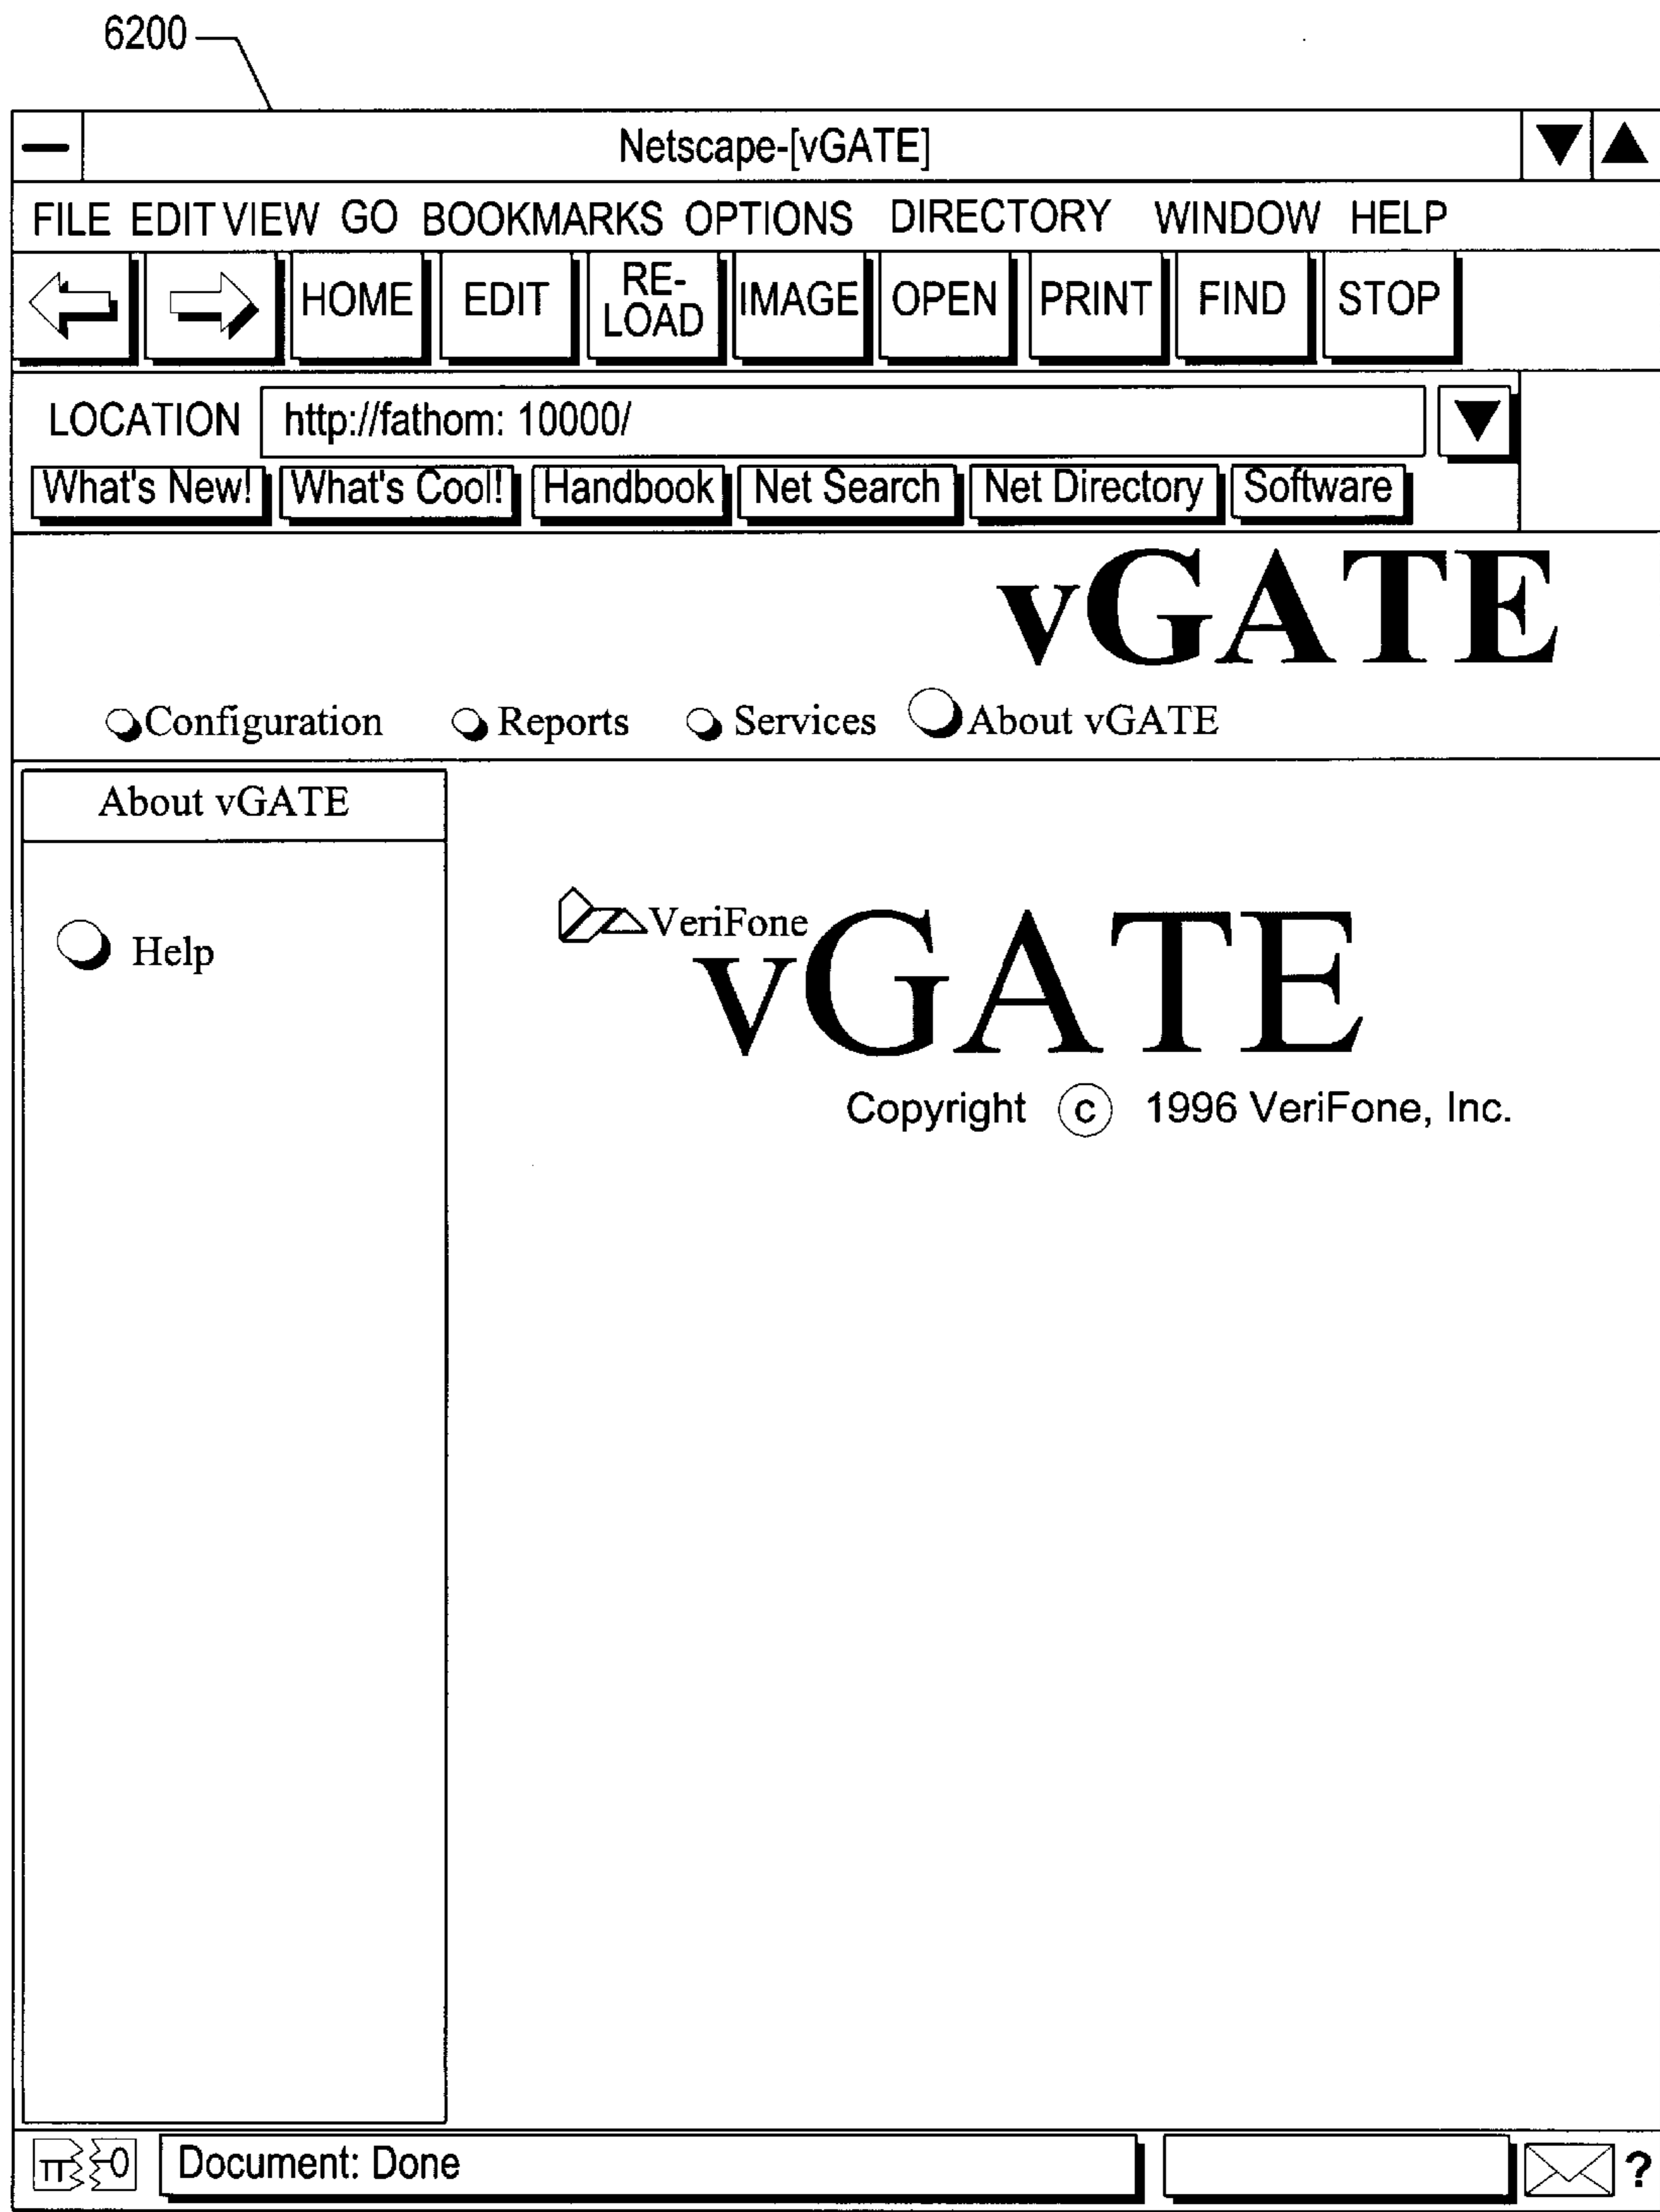 6200
Netscape-[vGATE]
FILE EDIT VIEW GO BOOKMARKS OPTIONS DIRECTORY WINDOW HELP
HOME EDIT RE-LOAD IMAGE OPEN PRINT FIND STOP
LOCATION http://fathom: 10000/
What's New! What's Cool! Handbook Net Search Net Directory Software
vGATE
Configuration Reports Services About vGATE
About vGATE
Help
VeriFone
vGATE
Copyright © 1996 VeriFone, Inc.
Document: Done ?